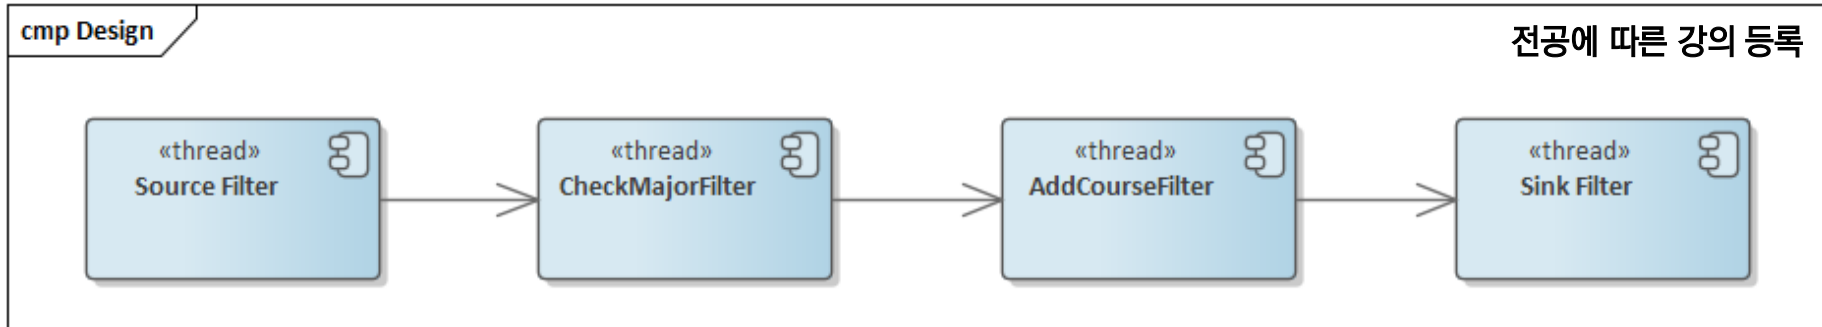 cmp Design
전공에 따른 강의 등록
«thread»
Source Filter
«thread»
CheckMajorFilter
«thread»
AddCourseFilter
«thread»
Sink Filter